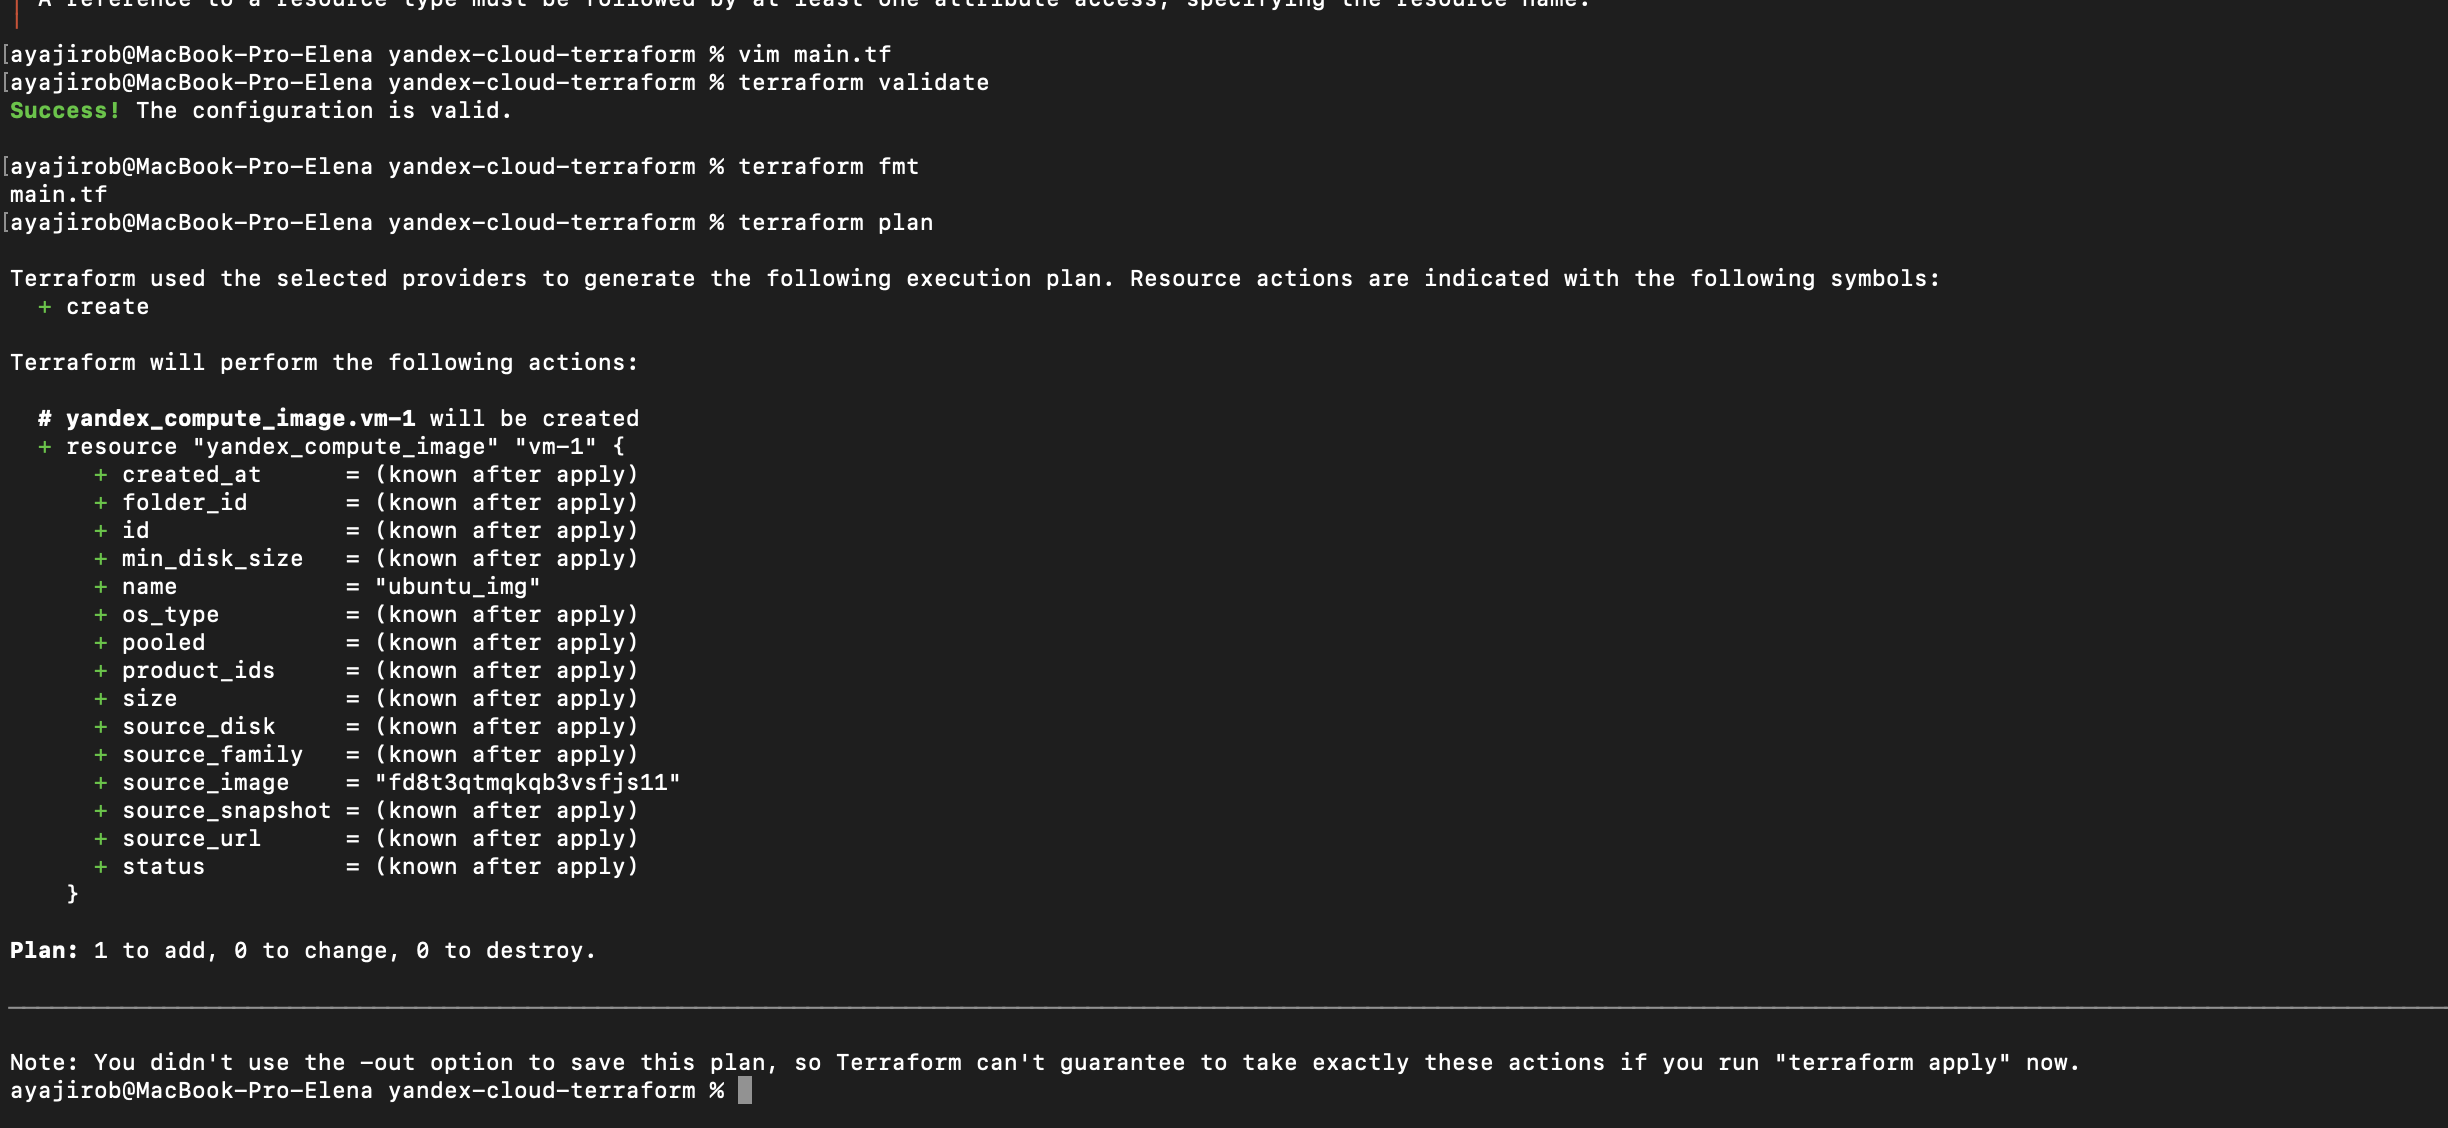 A reference to a resource type must be followed by at least one attribute access, specifying the resource name.
[ayajirob@MacBook-Pro-Elena yandex-cloud-terraform % vim main.tf
[ayajirob@MacBook-Pro-Elena yandex-cloud-terraform % terraform validate
Success! The configuration is valid.
[ayajirob@MacBook-Pro-Elena yandex-cloud-terraform % terraform fmt
main.tf
[ayajirob@MacBook-Pro-Elena yandex-cloud-terraform % terraform plan
Terraform used the selected providers to generate the following execution plan. Resource actions are indicated with the following symbols:
  + create
Terraform will perform the following actions:
  # yandex_compute_image.vm-1 will be created
  + resource "yandex_compute_image" "vm-1" {
      + created_at      = (known after apply)
      + folder_id       = (known after apply)
      + id              = (known after apply)
      + min_disk_size   = (known after apply)
      + name            = "ubuntu_img"
      + os_type         = (known after apply)
      + pooled          = (known after apply)
      + product_ids     = (known after apply)
      + size            = (known after apply)
      + source_disk     = (known after apply)
      + source_family   = (known after apply)
      + source_image    = "fd8t3qtmqkqb3vsfjs11"
      + source_snapshot = (known after apply)
      + source_url      = (known after apply)
      + status          = (known after apply)
    }
Plan: 1 to add, 0 to change, 0 to destroy.
Note: You didn't use the -out option to save this plan, so Terraform can't guarantee to take exactly these actions if you run "terraform apply" now.
ayajirob@MacBook-Pro-Elena yandex-cloud-terraform %